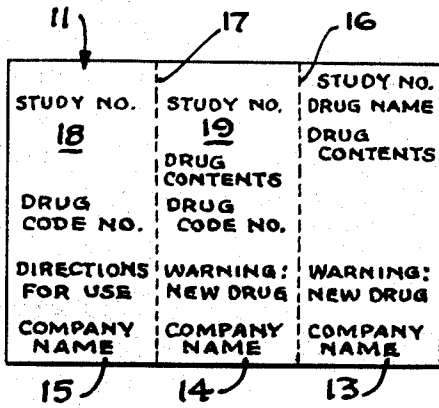 11
17
16
STUDY NO.
18
DRUG
CODE NO.
DIRECTIONS
FOR USE
COMPANY
NAME
STUDY NO.
19
DRUG
CONTENTS
DRUG
CODE NO.
WARNING:
NEW DRUG
COMPANY
NAME
STUDY NO.
DRUG NAME
DRUG
CONTENTS
WARNING:
NEW DRUG
COMPANY
NAME
15
14
13